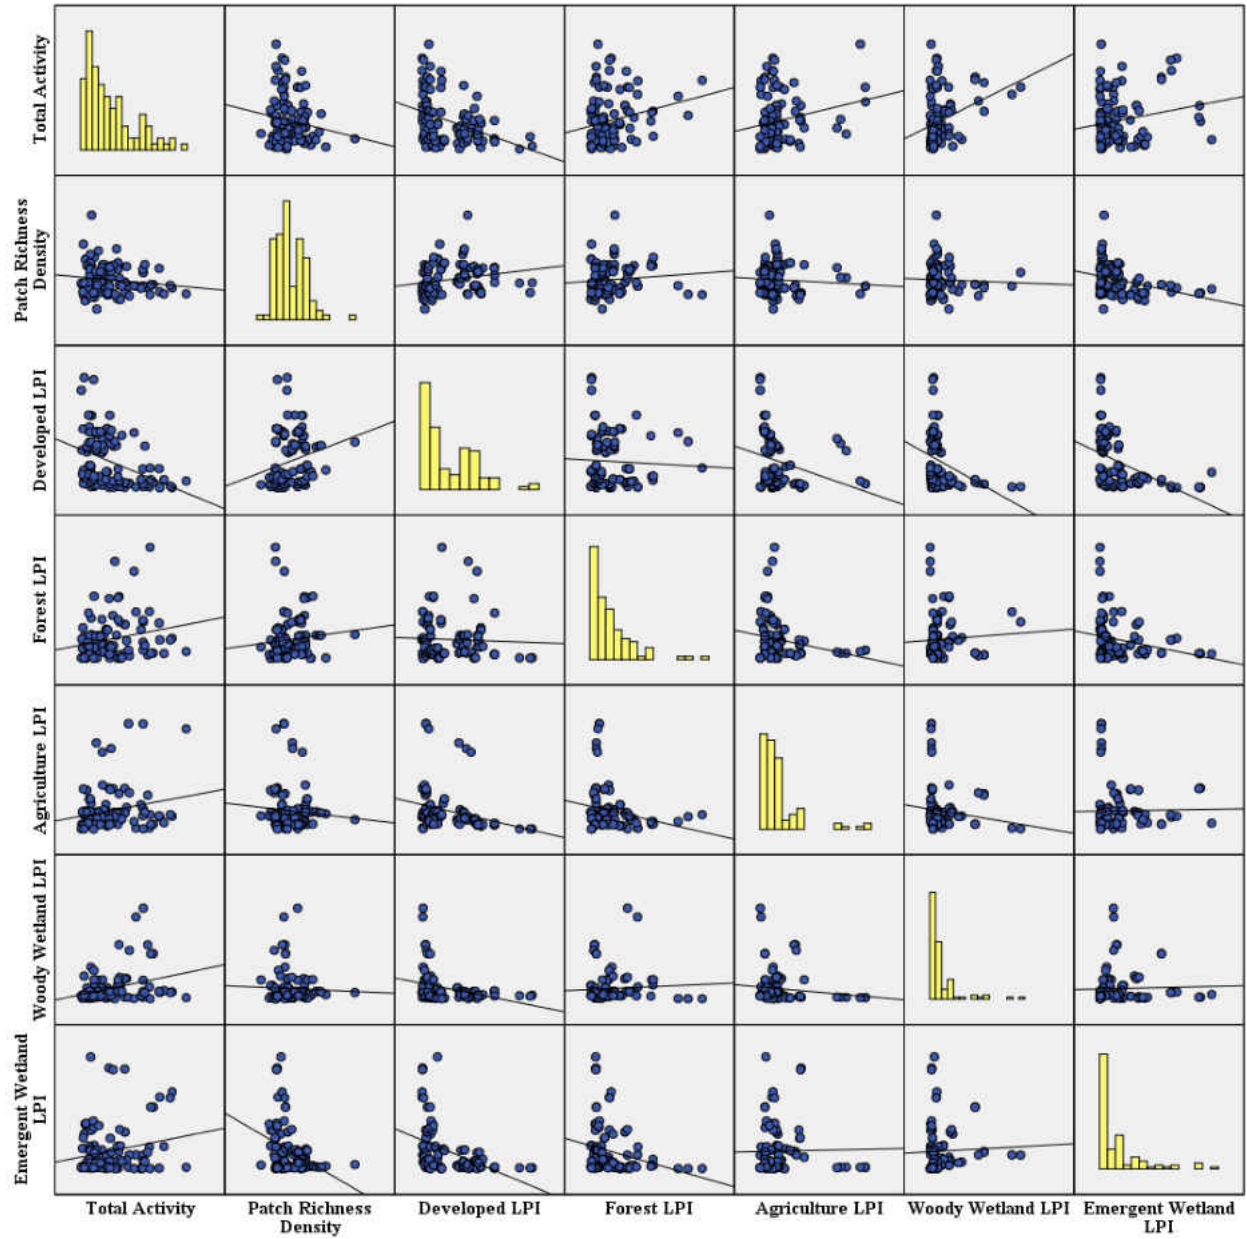 Total Activity
Patch Richness
Density
Developed LPI
Forest LPI
Agriculture LPI
Woody Wetland LPI
Emergent Wetland
LPI
Total Activity
Patch Richness
Density
Developed LPI
Forest LPI
Agriculture LPI
Woody Wetland LPI
Emergent Wetland
LPI